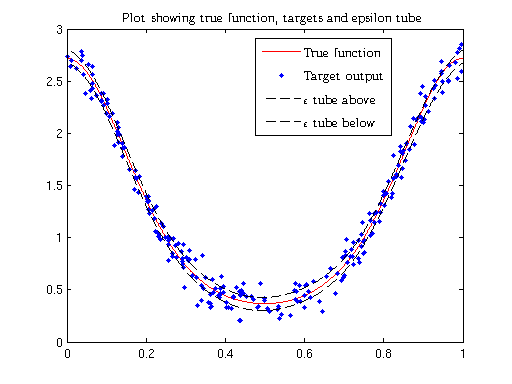 Plot showing true function, targets and epsilon tube
3
2.5
2
1.5
1
0.5
0
0
0.2
0.4
0.6
0.8
1
True function
Target output
ε tube above
ε tube below